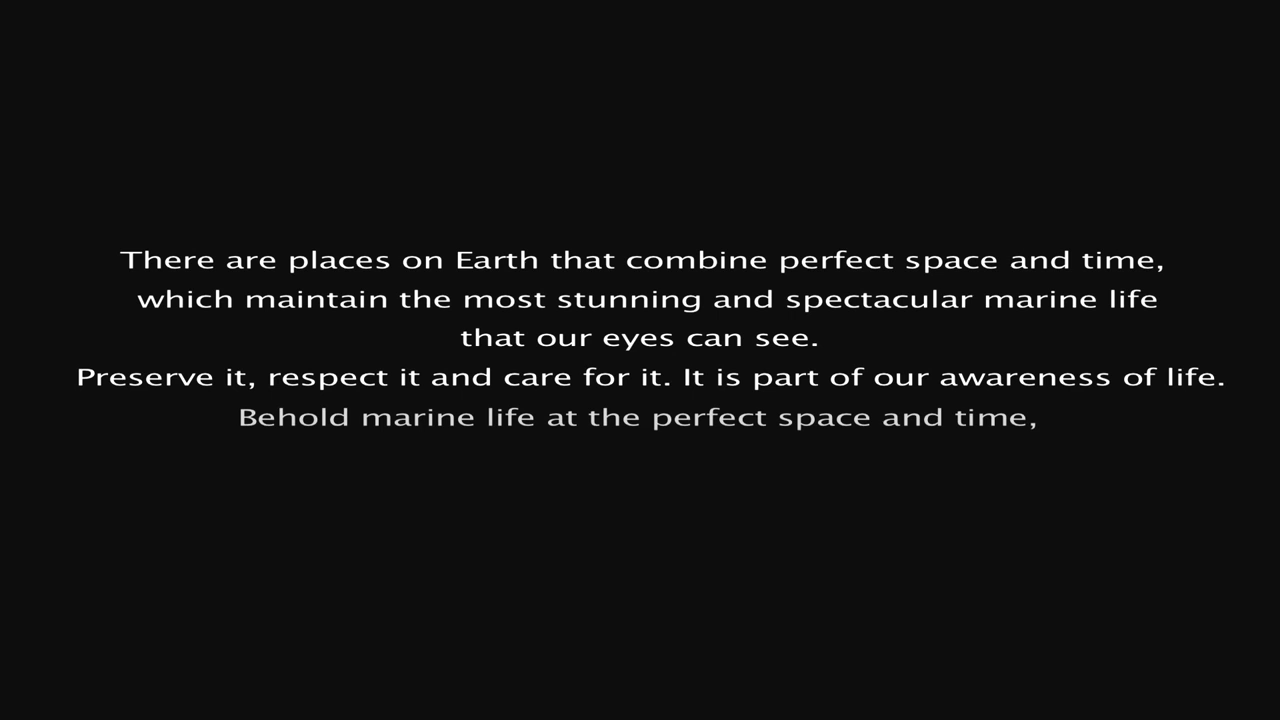 There are places on Earth that combine perfect space and time,
which maintain the most stunning and spectacular marine life
that our eyes can see.
Preserve it, respect it and care for it. It is part of our awareness of life.
Behold marine life at the perfect space and time,